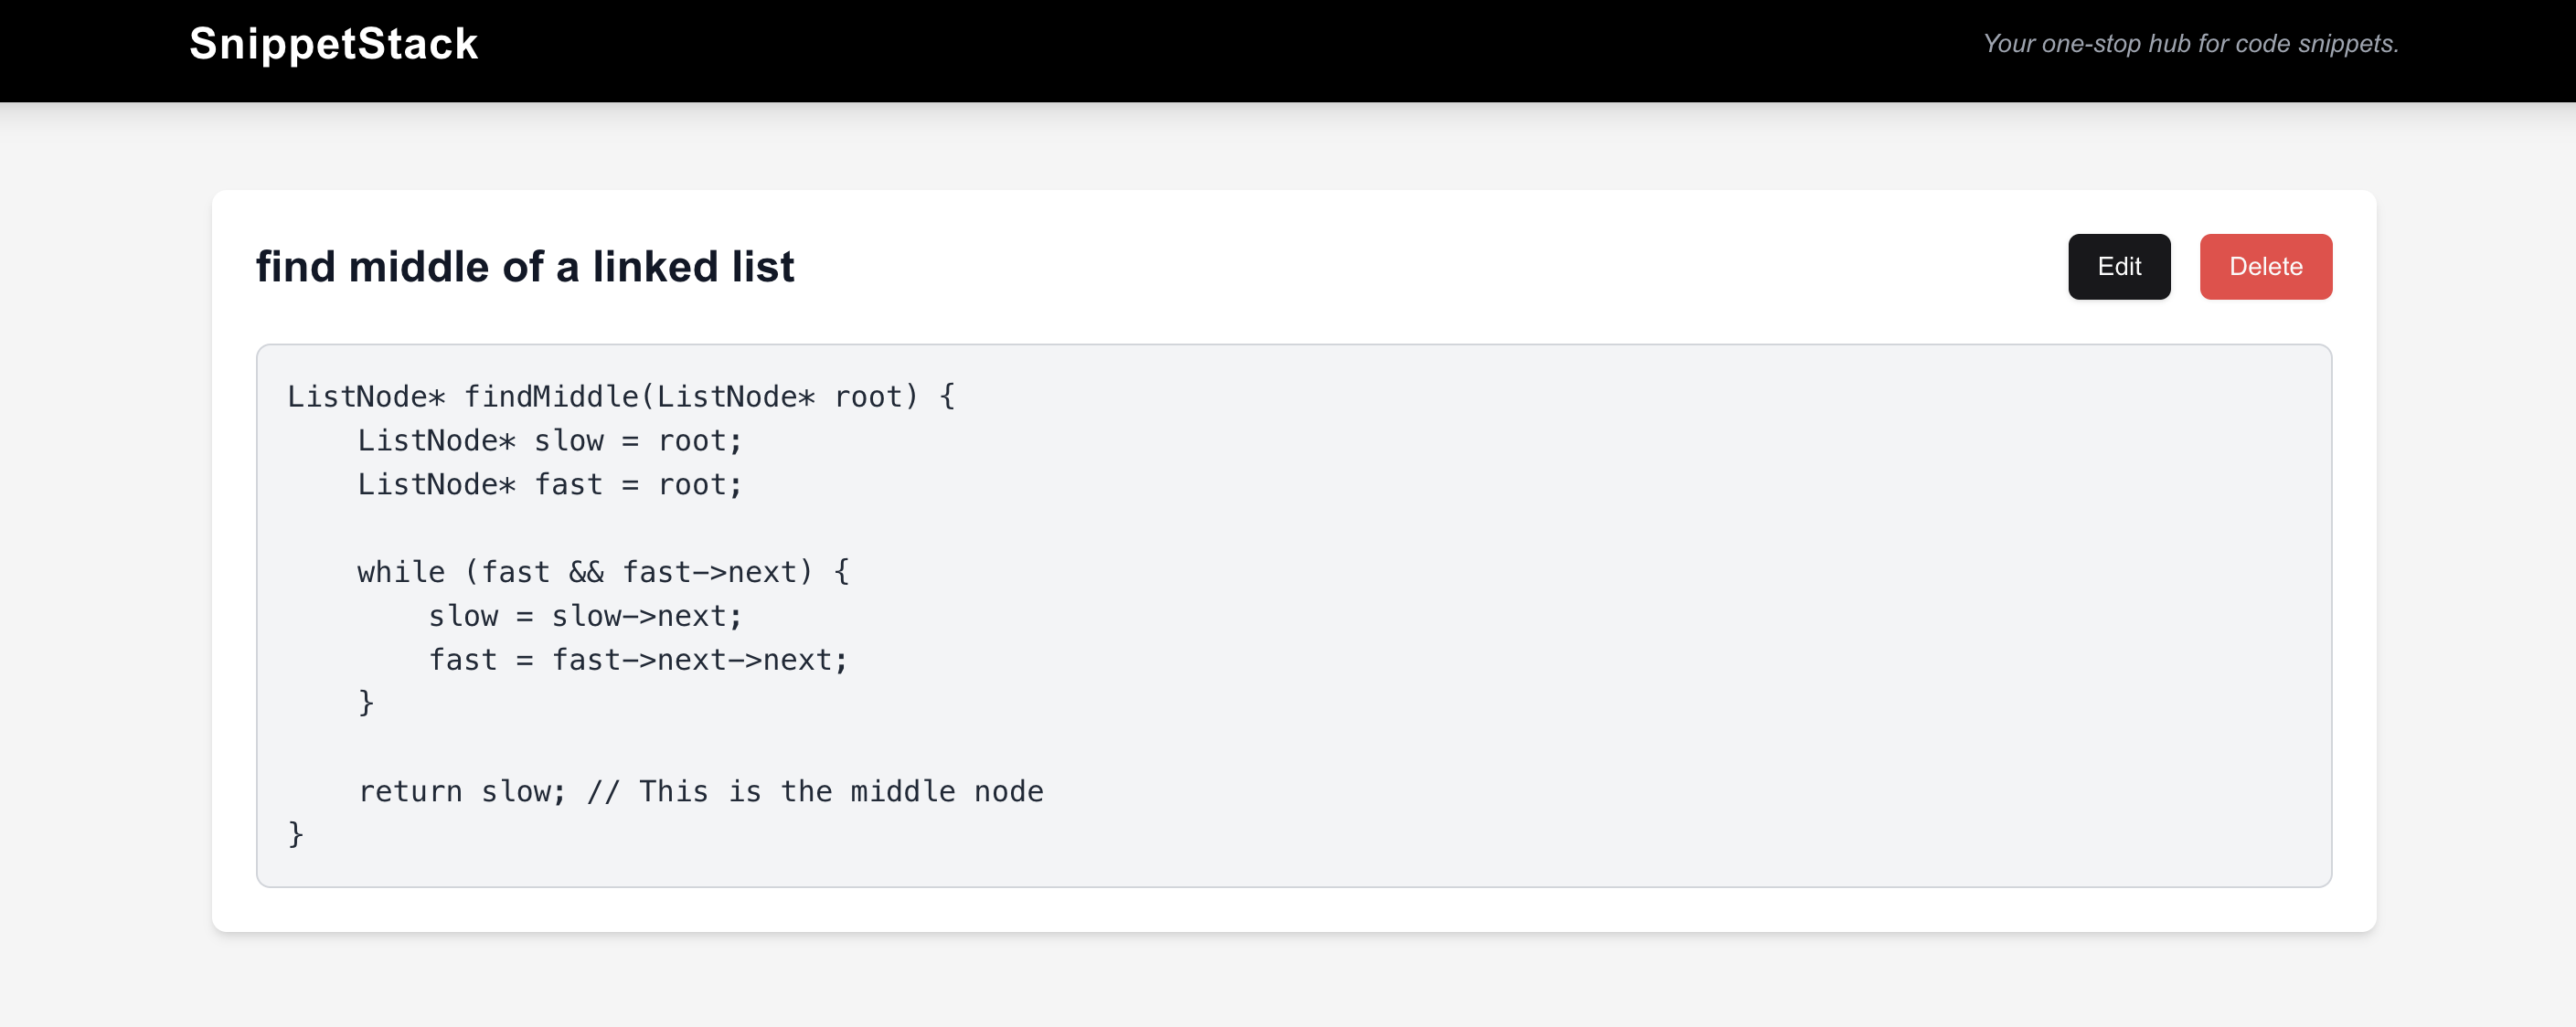 SnippetStack
Your one-stop hub for code snippets.
find middle of a linked list
Edit
Delete
ListNode* findMiddle(ListNode* root) {
    ListNode* slow = root;
    ListNode* fast = root;

    while (fast && fast->next) {
        slow = slow->next;
        fast = fast->next->next;
    }

    return slow; // This is the middle node
}